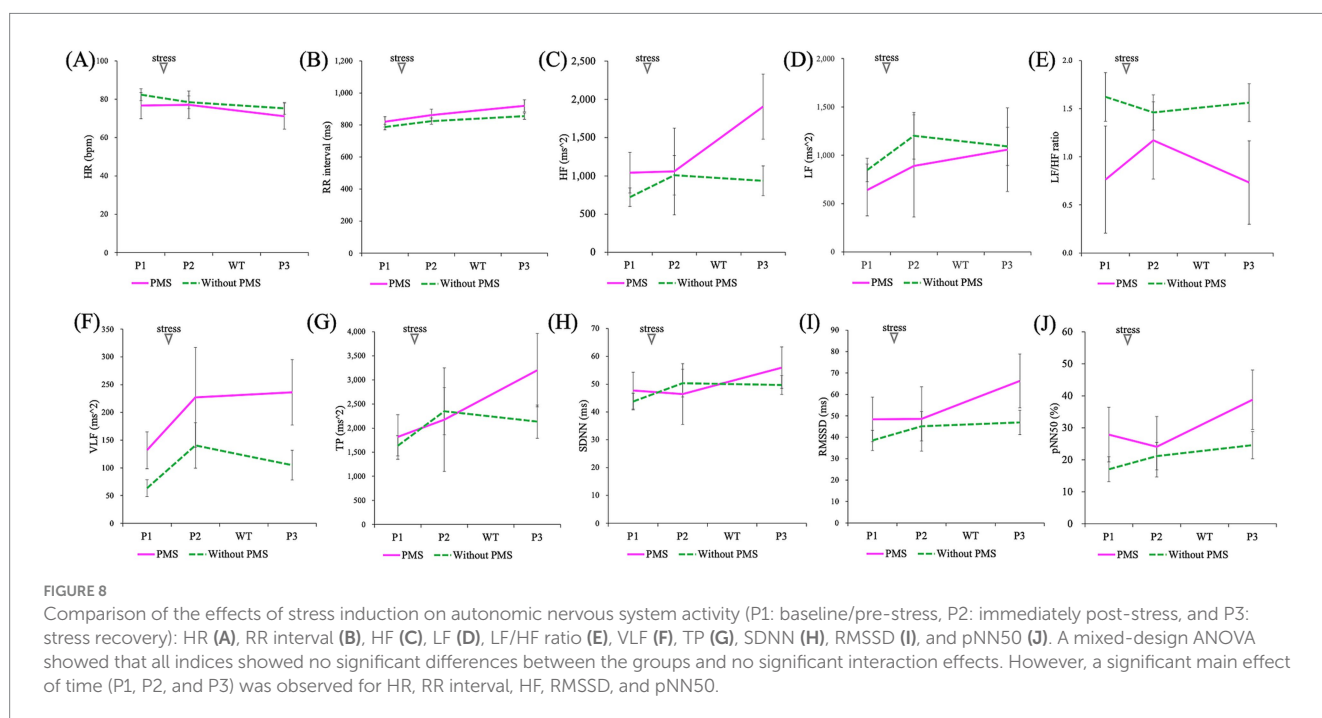 (A)
stress
HR (bpm)
100
80
60
40
20
0
P1 P2 WT P3
PMS Without PMS
(B)
stress
RR interval (ms)
1,200
1,000
800
600
400
200
0
P1 P2 WT P3
PMS Without PMS
(C)
stress
HF (ms^2)
2,500
2,000
1,500
1,000
500
0
P1 P2 WT P3
PMS Without PMS
(D)
stress
LF (ms^2)
2,000
1,500
1,000
500
0
P1 P2 WT P3
PMS Without PMS
(E)
stress
LF/HF ratio
2.0
1.5
1.0
0.5
0.0
P1 P2 WT P3
PMS Without PMS
(F)
stress
VLF (ms^2)
350
300
250
200
150
100
50
0
P1 P2 WT P3
PMS Without PMS
(G)
stress
TP (ms^2)
4,000
3,500
3,000
2,500
2,000
1,500
1,000
500
0
P1 P2 WT P3
PMS Without PMS
(H)
stress
SDNN (ms)
70
60
50
40
30
20
10
0
P1 P2 WT P3
PMS Without PMS
(I)
stress
RMSSD (ms)
90
80
70
60
50
40
30
20
10
0
P1 P2 WT P3
PMS Without PMS
(J)
stress
pNN50 (%)
60
50
40
30
20
10
0
P1 P2 WT P3
PMS Without PMS
FIGURE 8
Comparison of the effects of stress induction on autonomic nervous system activity (P1: baseline/pre-stress, P2: immediately post-stress, and P3:
stress recovery): HR (A), RR interval (B), HF (C), LF (D), LF/HF ratio (E), VLF (F), TP (G), SDNN (H), RMSSD (I), and pNN50 (J). A mixed-design ANOVA
showed that all indices showed no significant differences between the groups and no significant interaction effects. However, a significant main effect
of time (P1, P2, and P3) was observed for HR, RR interval, HF, RMSSD, and pNN50.